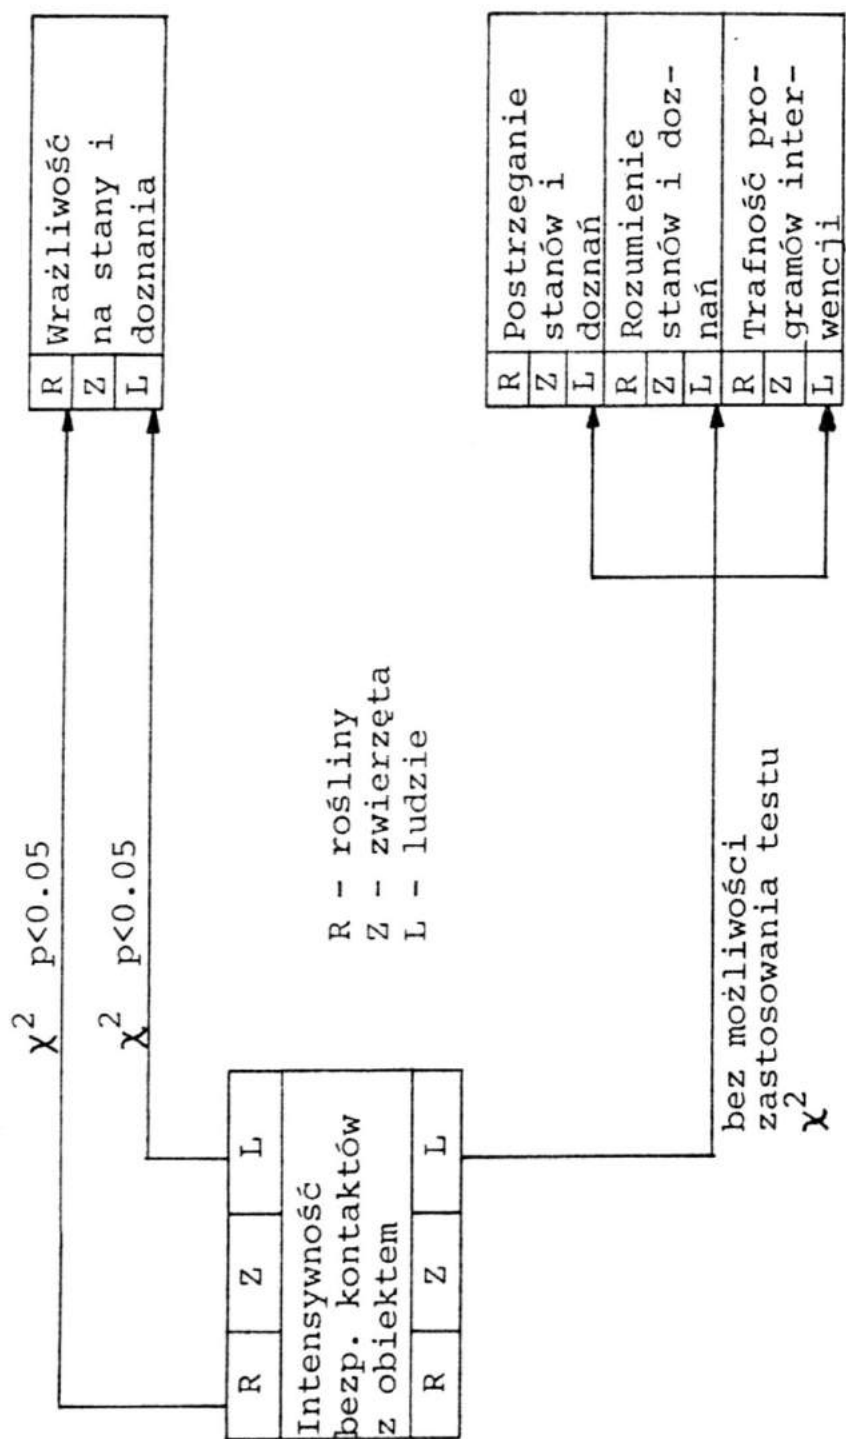 χ² p<0.05
χ² p<0.05
R
Z
L
Wrażliwość
na stany i
doznania
R Z L
Intensywność
bezp. kontaktów
z obiektem
R Z L
R – rośliny
Z – zwierzęta
L – ludzie
bez możliwości
zastosowania testu
χ²
R
Z
L
Postrzeganie
stanów i
doznań
R
Z
L
Rozumienie
stanów i doz–
nań
R
Z
L
Trafność pro–
gramów inter–
wencji